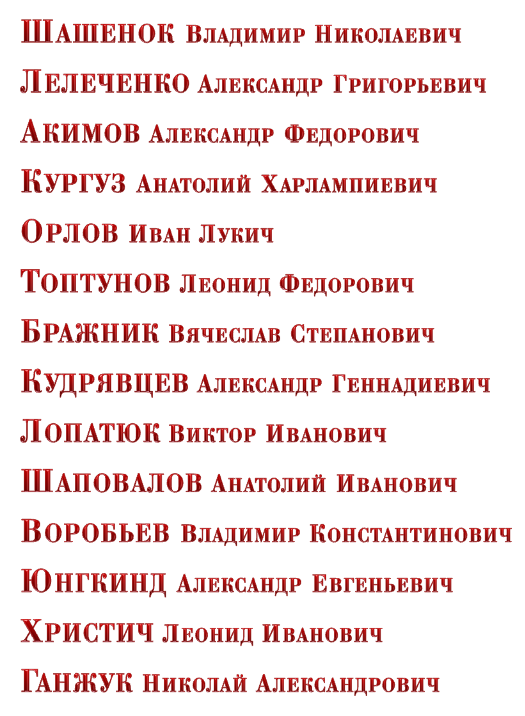 Шашенок Владимир Николаевич
Лелеченко Александр Григорьевич
Акимов Александр Федорович
Кургуз Анатолий Харлампиевич
Орлов Иван Лукич
Топтунов Леонид Федорович
Бражник Вячеслав Степанович
Кудрявцев Александр Геннадиевич
Лопатюк Виктор Иванович
Шаповалов Анатолий Иванович
Воробьев Владимир Константинович
Юнгкинд Александр Евгеньевич
Христич Леонид Иванович
Ганжук Николай Александрович